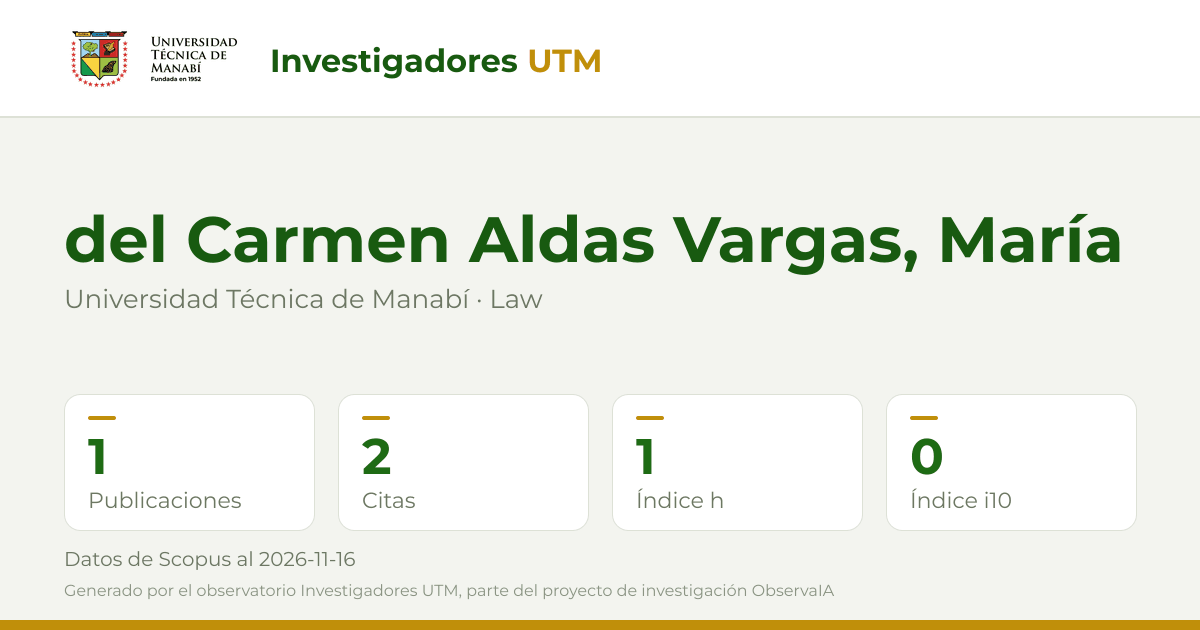 UNIVERSIDAD
TÉCNICA DE
MANABÍ
Fundada en 1952
Investigadores UTM
del Carmen Aldas Vargas, María
Universidad Técnica de Manabí · Law
1
Publicaciones
2
Citas
1
Índice h
0
Índice i10
Datos de Scopus al 2026-11-16
Generado por el observatorio Investigadores UTM, parte del proyecto de investigación ObservaIA